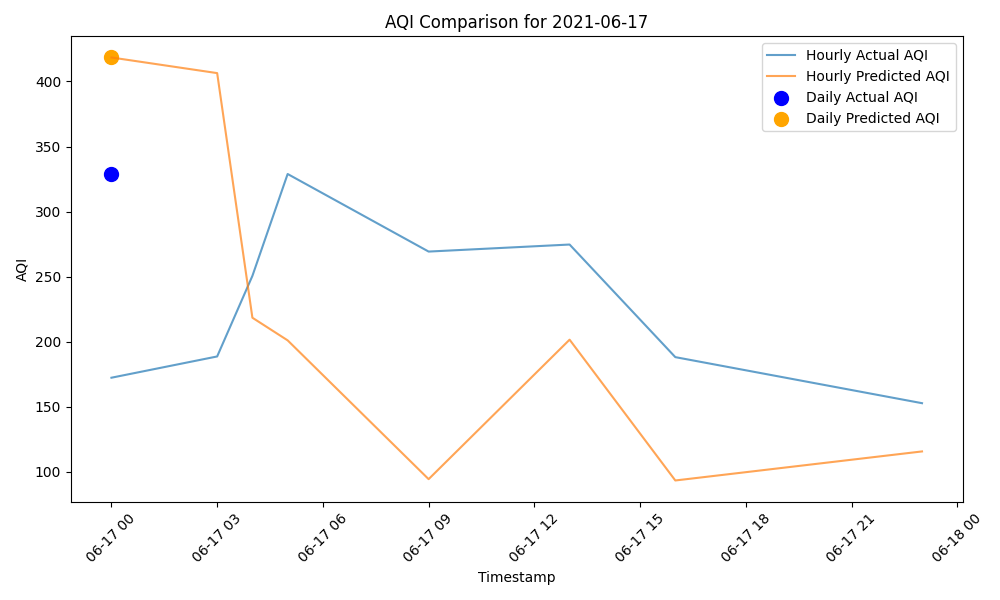 AQI Comparison for 2021-06-17
Hourly Actual AQI
Hourly Predicted AQI
Daily Actual AQI
Daily Predicted AQI
AQI
400
350
300
250
200
150
100
06-17 00
06-17 03
06-17 06
06-17 09
06-17 12
06-17 15
06-17 18
06-17 21
06-18 00
Timestamp